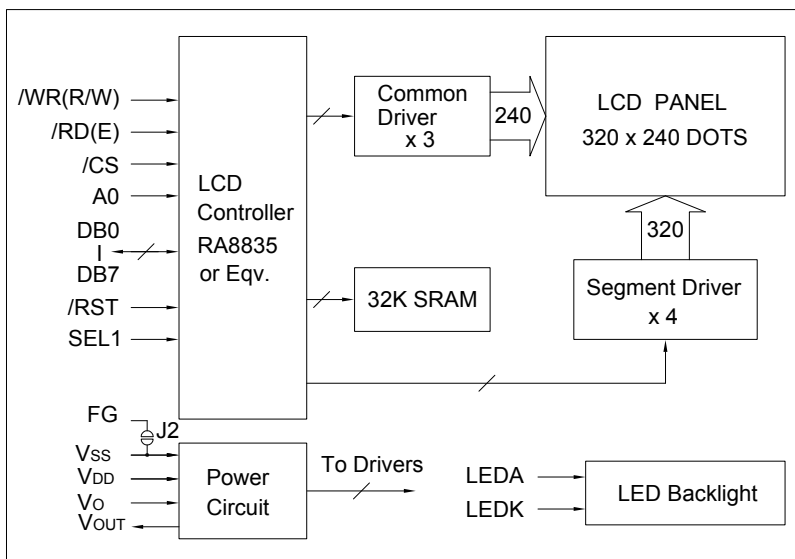 /WR(R/W)
/RD(E)
/CS
A0
DB0
I
DB7
/RST
SEL1
LCD
Controller
RA8835
or Eqv.
Common
Driver
x 3
240
LCD PANEL
320 x 240 DOTS
320
32K SRAM
Segment Driver
x 4
FG
J2
VSS
VDD
VO
VOUT
Power
Circuit
To Drivers
LEDA
LEDK
LED Backlight